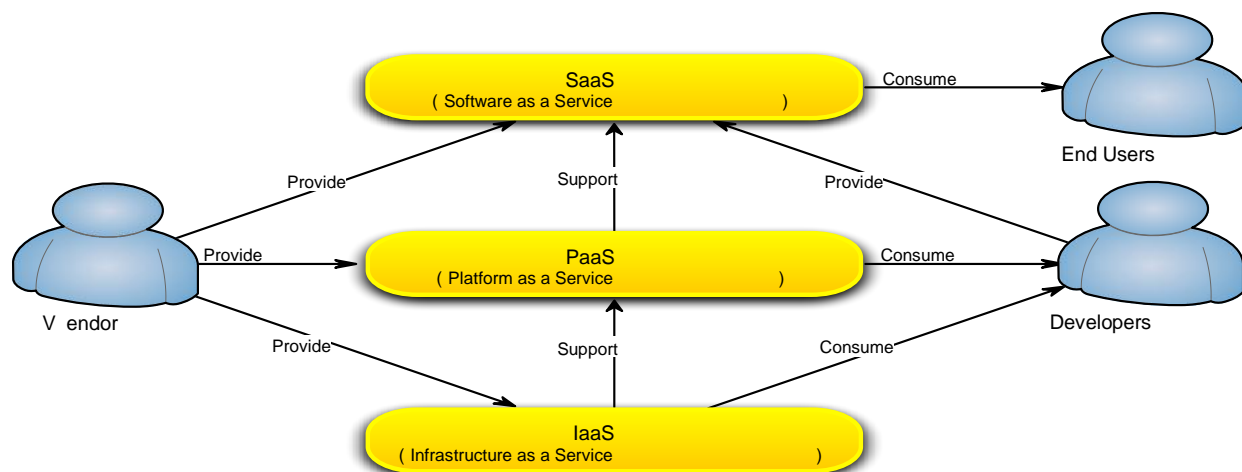 SaaS
( Software as a Service )
Consume
End Users
Provide
Support
Provide
Vendor
Provide
PaaS
( Platform as a Service )
Consume
Developers
Provide
Support
Consume
IaaS
( Infrastructure as a Service )